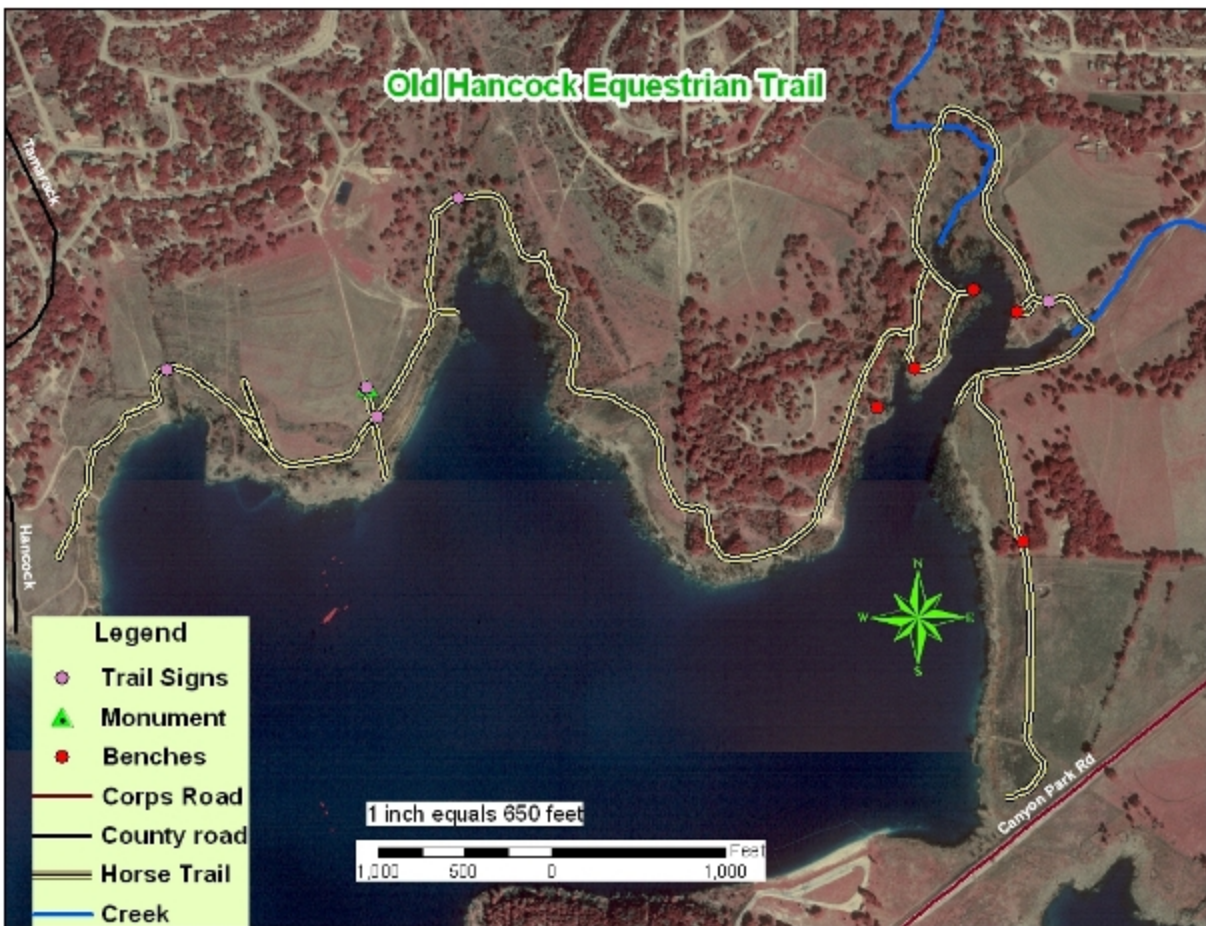 Old Hancock Equestrian Trail
Tamarack
Hancock
N
W E
S
Legend
Trail Signs
Monument
Benches
Corps Road
County road
Horse Trail
Creek
1 inch equals 650 feet
Feet
1,000 500 0 1,000
Canyon Park Rd